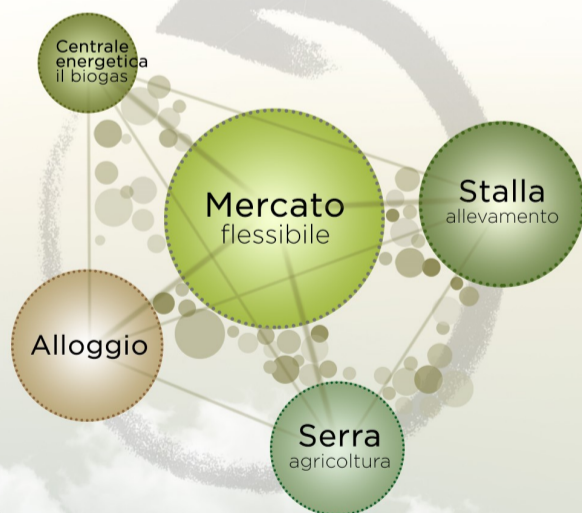 Centrale
energetica
il biogas
Mercato
flessibile
Stalla
allevamento
Alloggio
Serra
agricoltura